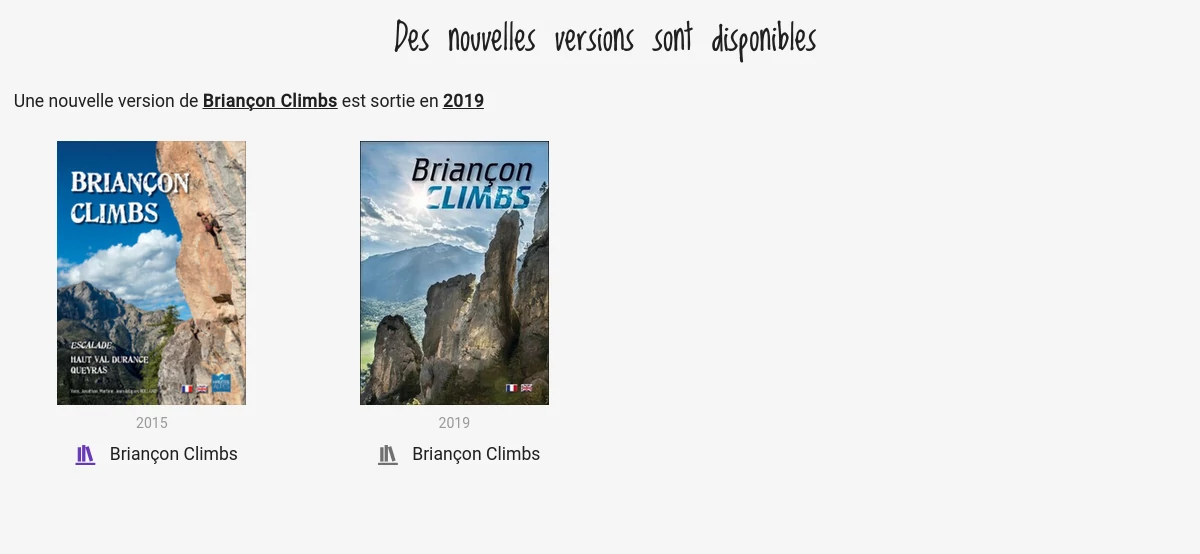 Des nouvelles versions sont disponibles
Une nouvelle version de Briançon Climbs est sortie en 2019
BRIANÇON
CLIMBS
ESCALADE
HAUT VAL DURANCE
QUEYRAS
Briançon
CLIMBS
2015
2019
Briançon Climbs
Briançon Climbs